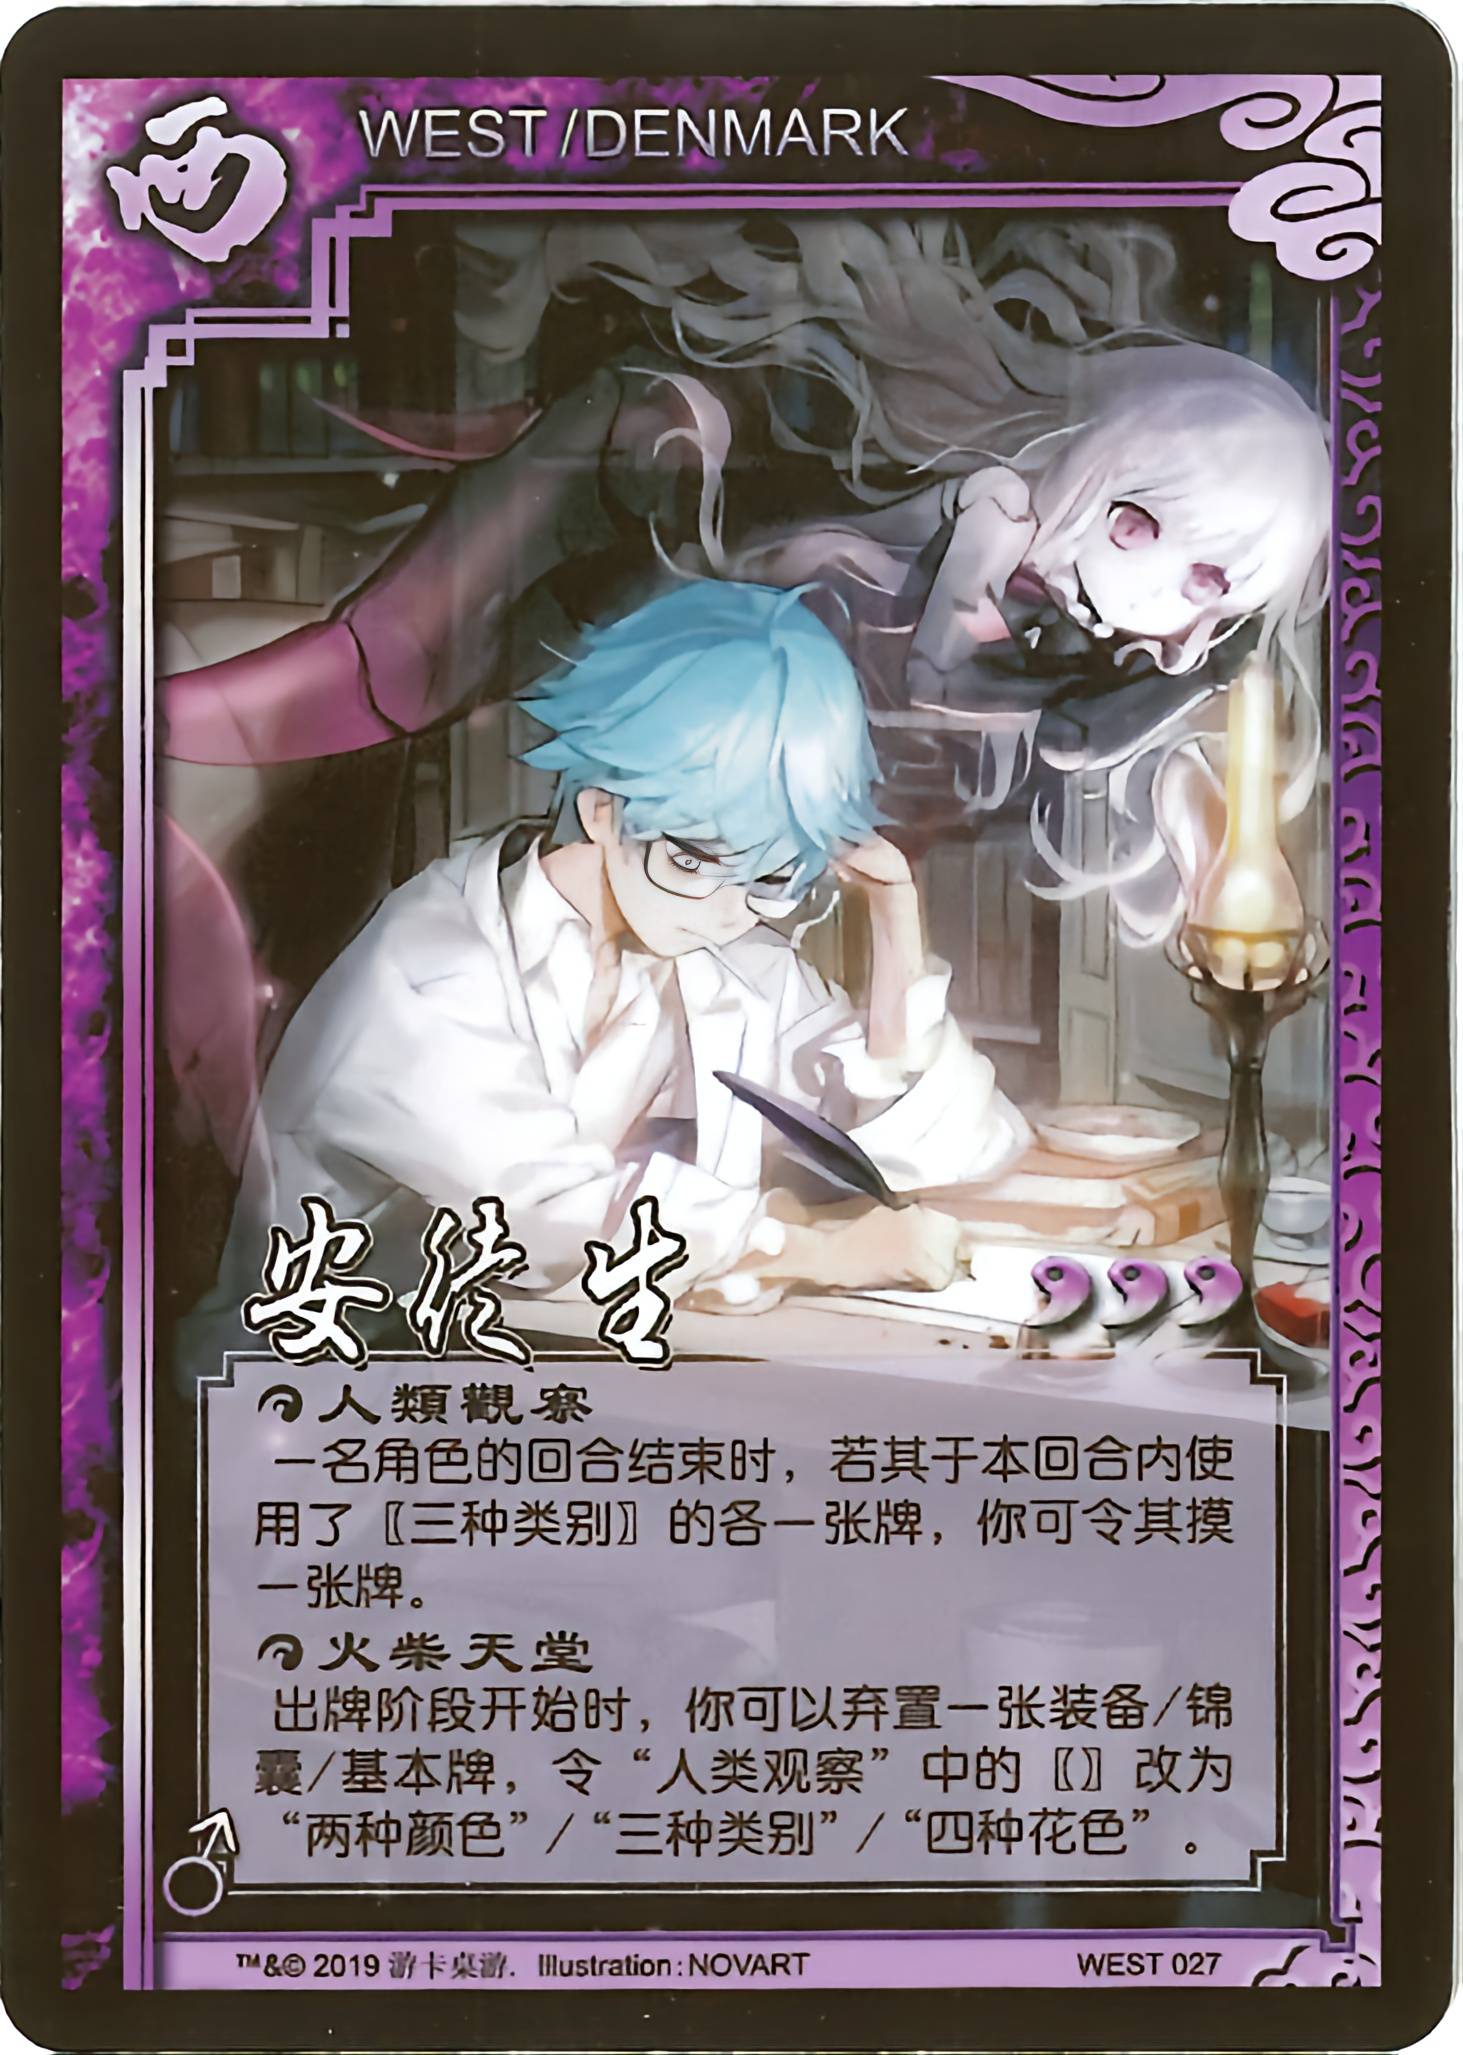 西
WEST/DENMARK
安徒生
人類觀察
一名角色的回合结束时，若其于本回合内使
用了〖三种类别〗的各一张牌，你可令其摸
一张牌。
火柴天堂
出牌阶段开始时，你可以弃置一张装备/锦
囊/基本牌，令“人类观察”中的〖〗改为
“两种颜色”/“三种类别”/“四种花色”。
™&© 2019 游卡桌游. Illustration:NOVART
WEST 027